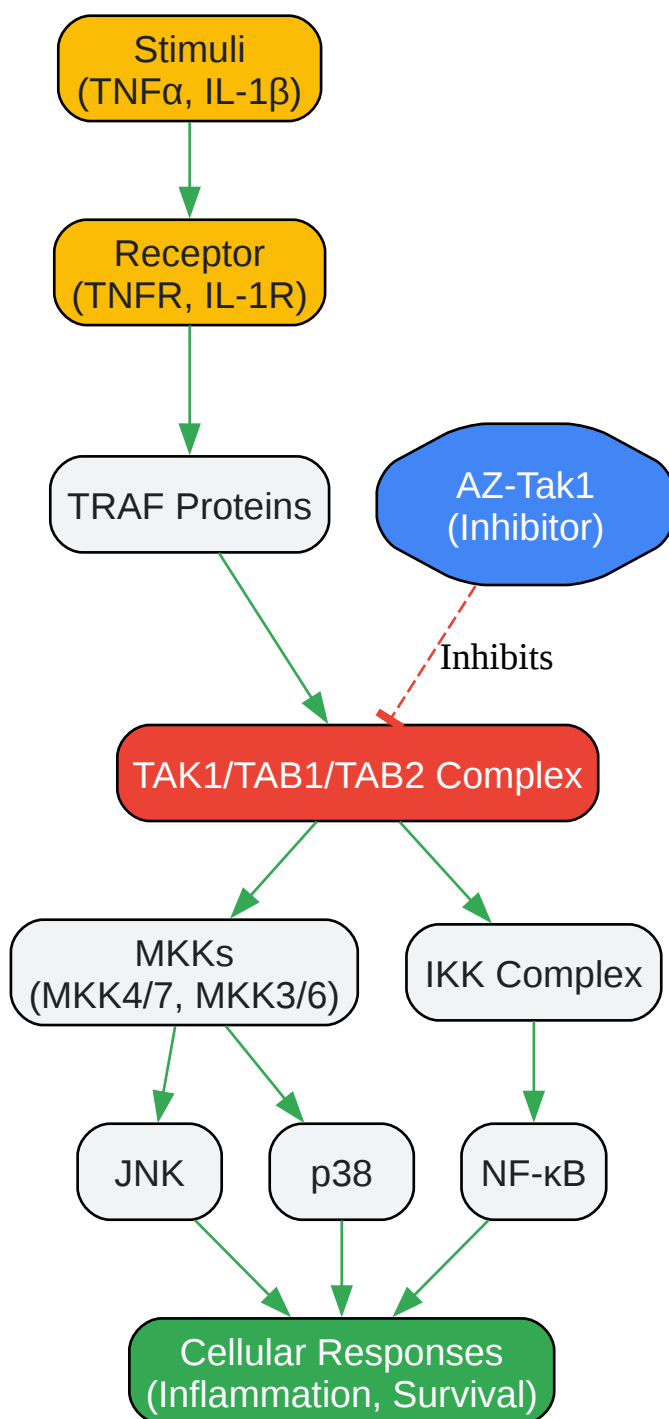 Stimuli
(TNFα, IL-1β)
Receptor
(TNFR, IL-1R)
TRAF Proteins
AZ-Tak1
(Inhibitor)
Inhibits
TAK1/TAB1/TAB2 Complex
MKKs
(MKK4/7, MKK3/6)
IKK Complex
JNK
p38
NF-κB
Cellular Responses
(Inflammation, Survival)